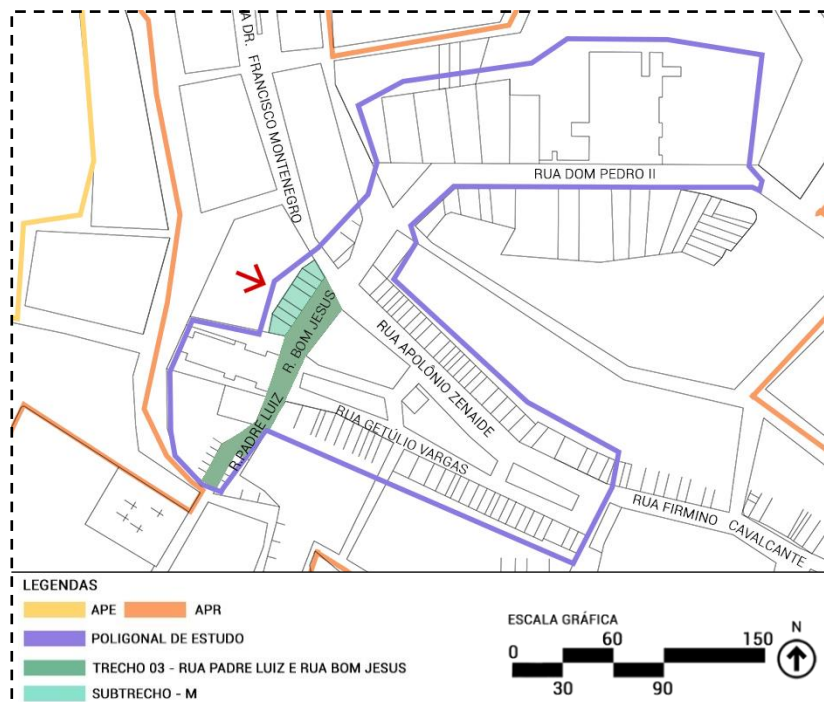 A DR. FRANCISCO MONTENEGRO
RUA DOM PEDRO II
R. BOM JESUS
RUA APOLÔNIO ZENAIDE
R.PADRE LUIZ
RUA GETÚLIO VARGAS
RUA FIRMINO CAVALCANTE
LEGENDAS
APE
APR
POLIGONAL DE ESTUDO
TRECHO 03 - RUA PADRE LUIZ E RUA BOM JESUS
SUBTRECHO - M
ESCALA GRÁFICA
0 60 150
30 90
N